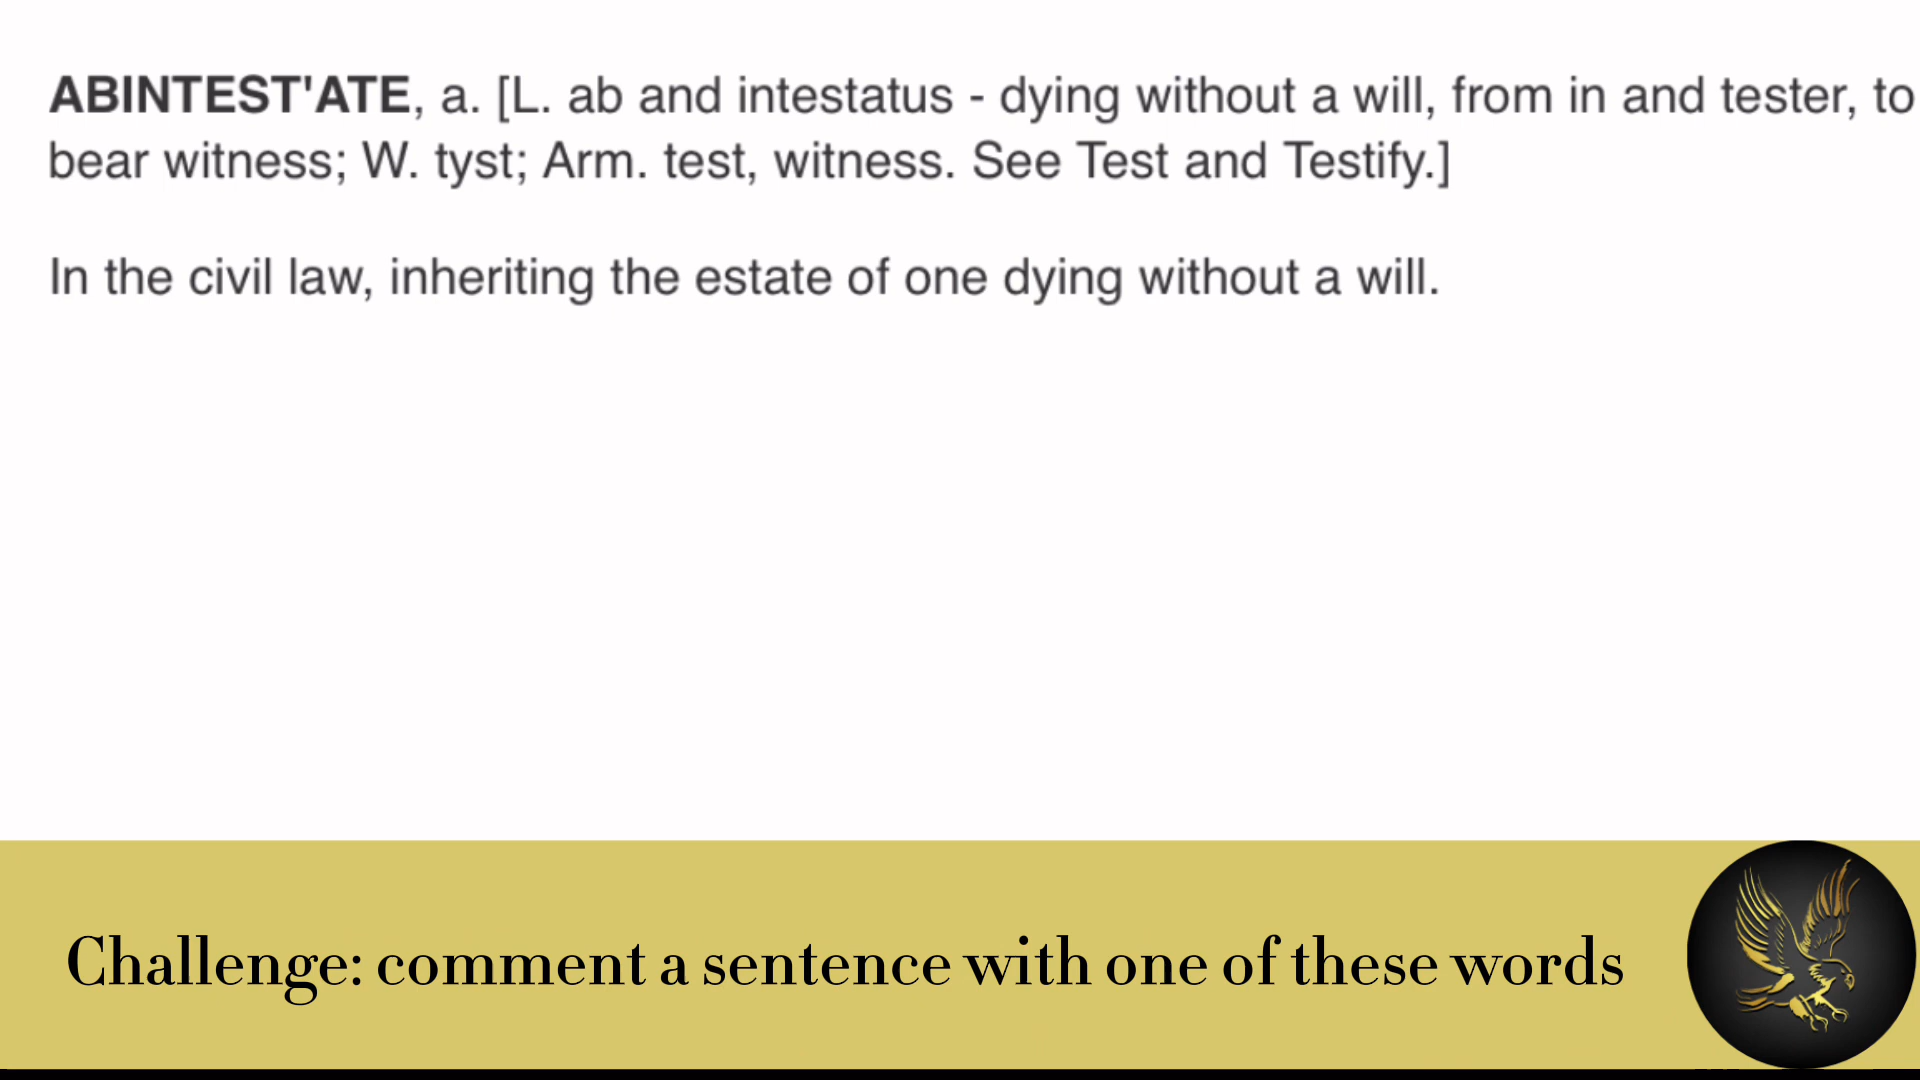 ABINTEST'ATE, a. [L. ab and intestatus - dying without a will, from in and tester, to
bear witness; W. tyst; Arm. test, witness. See Test and Testify.]
In the civil law, inheriting the estate of one dying without a will.
Challenge: comment a sentence with one of these words